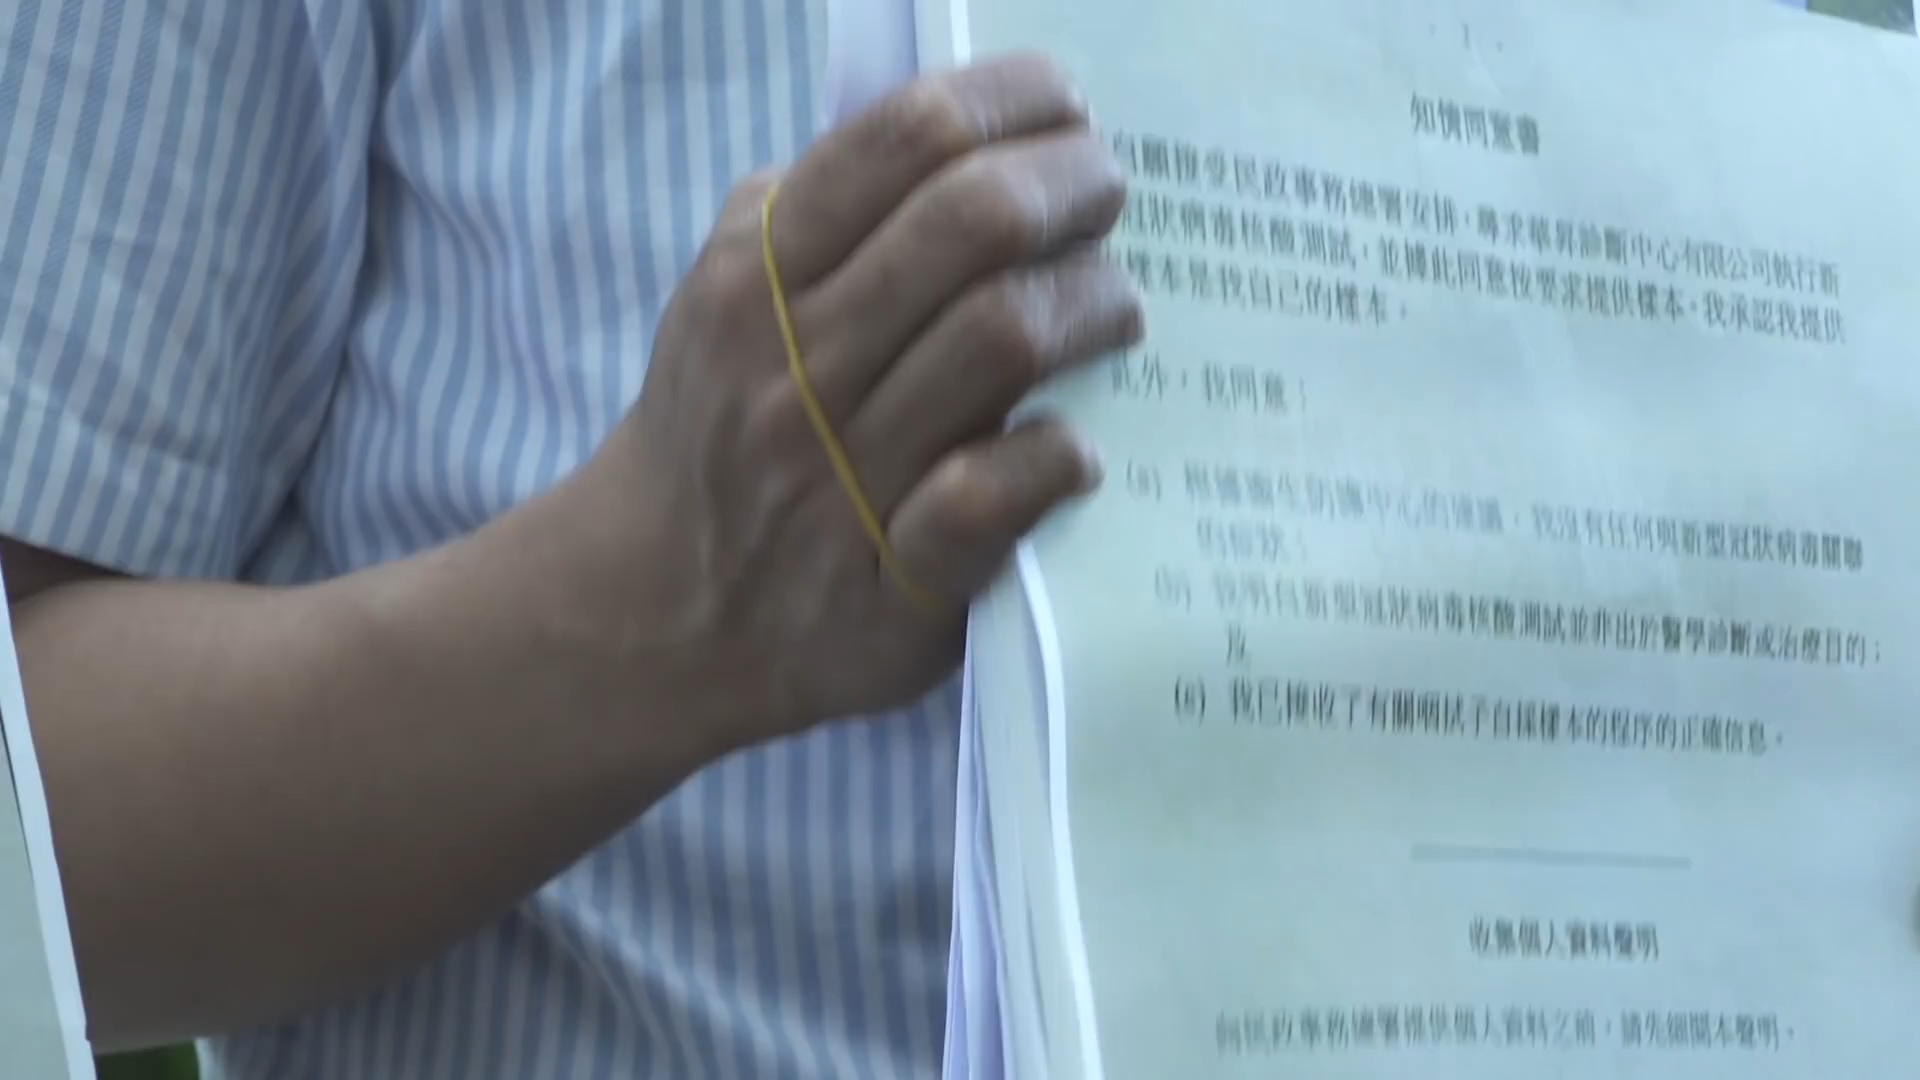 - 1 -
知情同意書
自願接受民政事務總署安排，尋求華昇診斷中心有限公司執行新
冠狀病毒核酸測試，並據此同意按要求提供樣本。我承認我提供
樣本是我自己的樣本。
此外，我同意：
(a) 根據衞生防護中心的建議，我沒有任何與新型冠狀病毒關聯
的症狀；
(b) 我明白新型冠狀病毒核酸測試並非出於醫學診斷或治療目的；
及
(c) 我已接收了有關咽拭子自採樣本的程序的正確信息。
收集個人資料聲明
向民政事務總署提供個人資料之前，請先細閱本聲明。